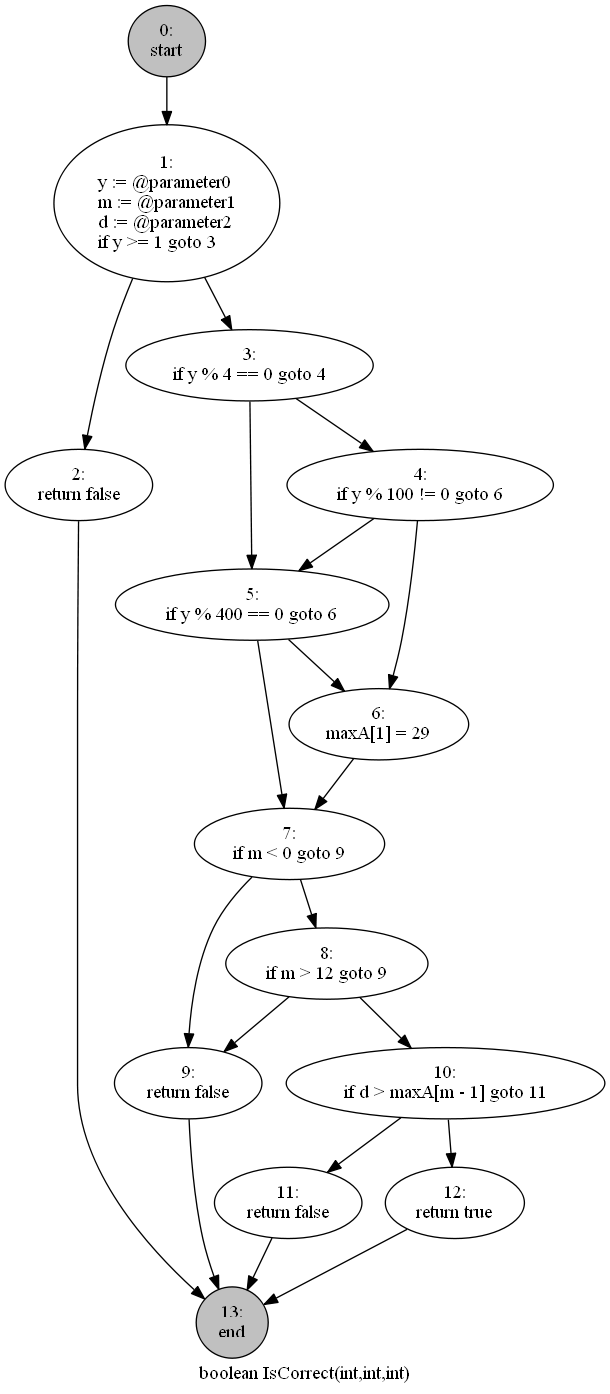 0:
start
1:
y := @parameter0
m := @parameter1
d := @parameter2
if y >= 1 goto 3
3:
if y % 4 == 0 goto 4
2:
return false
4:
if y % 100 != 0 goto 6
5:
if y % 400 == 0 goto 6
6:
maxA[1] = 29
7:
if m < 0 goto 9
8:
if m > 12 goto 9
9:
return false
10:
if d > maxA[m - 1] goto 11
11:
return false
12:
return true
13:
end
boolean IsCorrect(int,int,int)